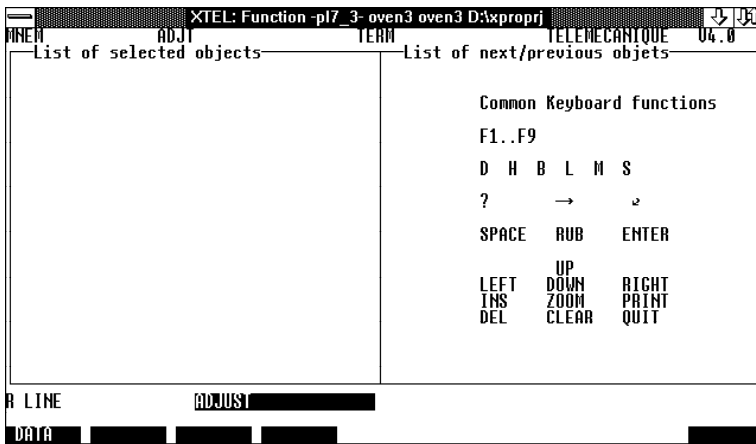 XTEL: Function -pl7_3- oven3 oven3 D:\xproprj
MNEM ADJT TERM TELEMECANIQUE V4.0
List of selected objects List of next/previous objets
Common Keyboard functions
F1..F9
D H B L M S
? →
SPACE RUB ENTER
UP
LEFT DOWN RIGHT
INS ZOOM PRINT
DEL CLEAR QUIT
R LINE ADJUST
DATA